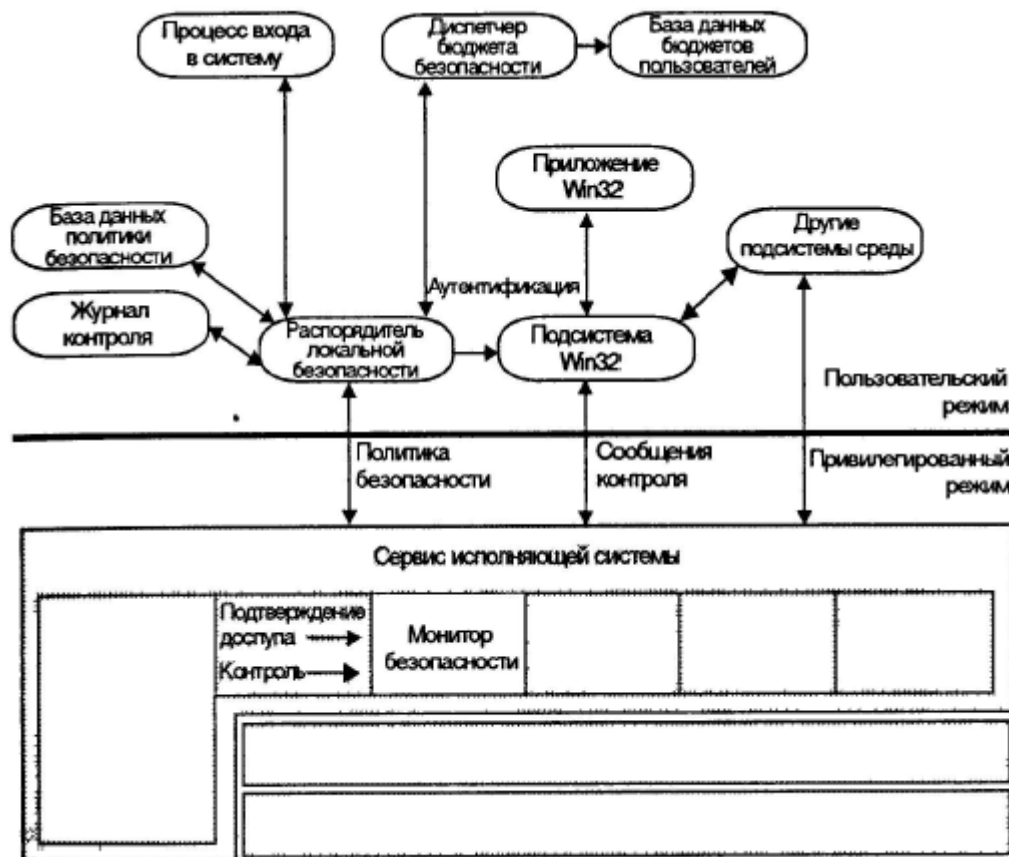 Процесс входа
в систему
Диспетчер
бюджета
безопасности
База данных
бюджетов
пользователей
Приложение
Win32
База данных
политики
безопасности
Другие
подсистемы среды
Аутентификация
Журнал
контроля
Распорядитель
локальной
безопасности
Подсистема
Win32
Пользовательский
режим
Политика
безопасности
Сообщения
контроля
Привилегированный
режим
Сервис исполняющей системы
Подтверждение
доступа
Контроль
Монитор
безопасности